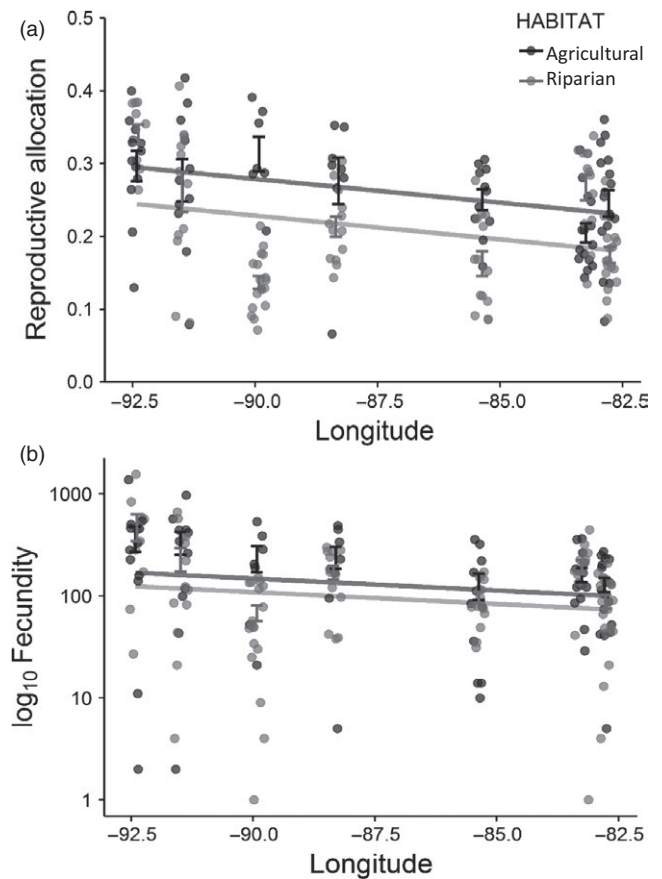 (a)
HABITAT
Agricultural
Riparian
Reproductive allocation
0.5
0.4
0.3
0.2
0.1
0.0
−92.5 −90.0 −87.5 −85.0 −82.5
Longitude
(b)
log10 Fecundity
1000
100
10
1
−92.5 −90.0 −87.5 −85.0 −82.5
Longitude